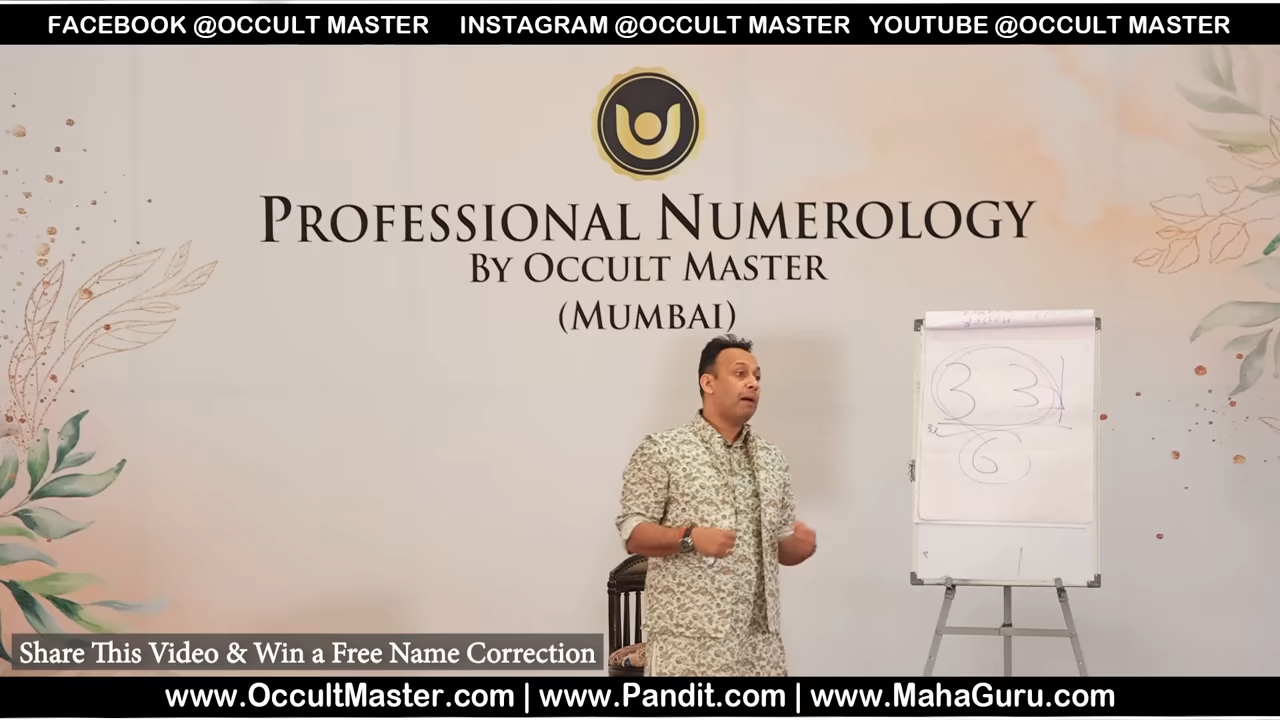 FACEBOOK @OCCULT MASTER INSTAGRAM @OCCULT MASTER YOUTUBE @OCCULT MASTER
PROFESSIONAL NUMEROLOGY
BY OCCULT MASTER
(MUMBAI)
3 3
6
Share This Video & Win a Free Name Correction
www.OccultMaster.com | www.Pandit.com | www.MahaGuru.com